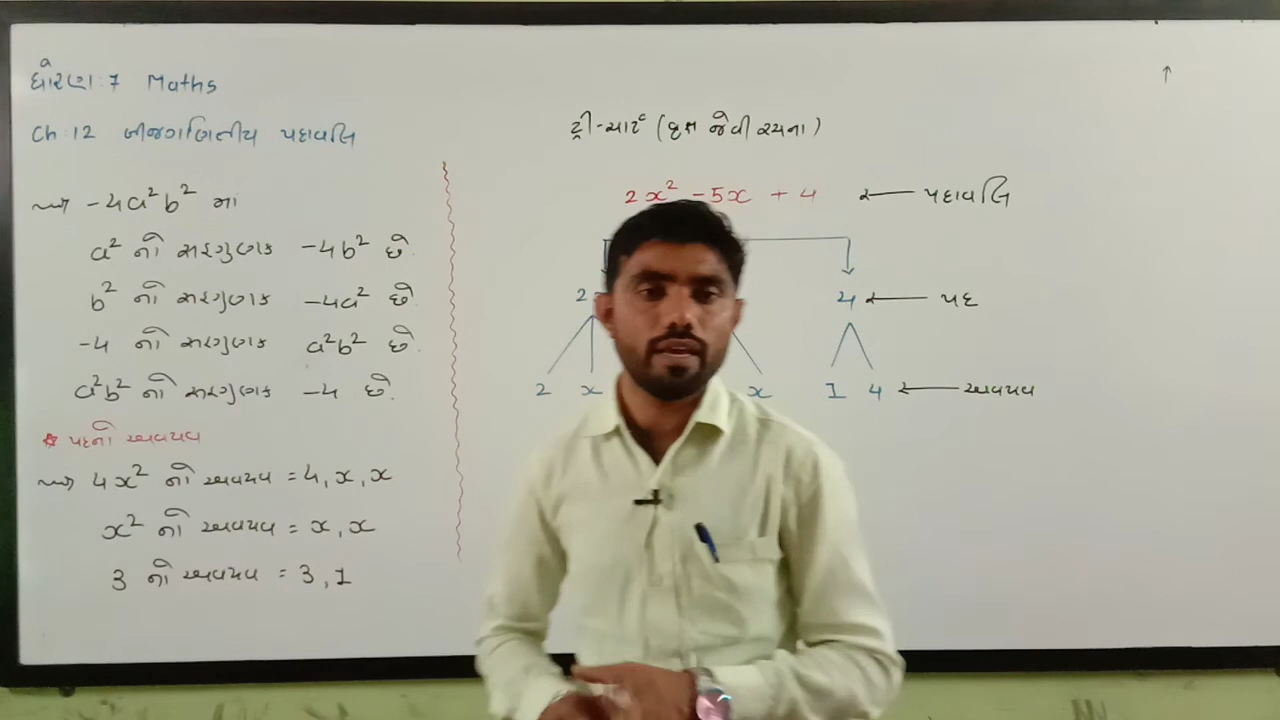 ધોરણ: 7 Maths
Ch: 12 બીજગણિતીય પદાવલિ
-4a²b² માં
a² નો સહગુણક -4b² છે.
b² નો સહગુણક -4a² છે.
-4 નો સહગુણક a²b² છે.
a²b² નો સહગુણક -4 છે.
* પદનો અવયવ
4x² નો અવયવ = 4, x, x
x² નો અવયવ = x, x
3 નો અવયવ = 3, 1
ટ્રી-ચાર્ટ (વૃક્ષ જેવી રચના)
2x² - 5x + 4 ← પદાવલિ
2 4 ← પદ
2 x x 1 4 ← અવયવ